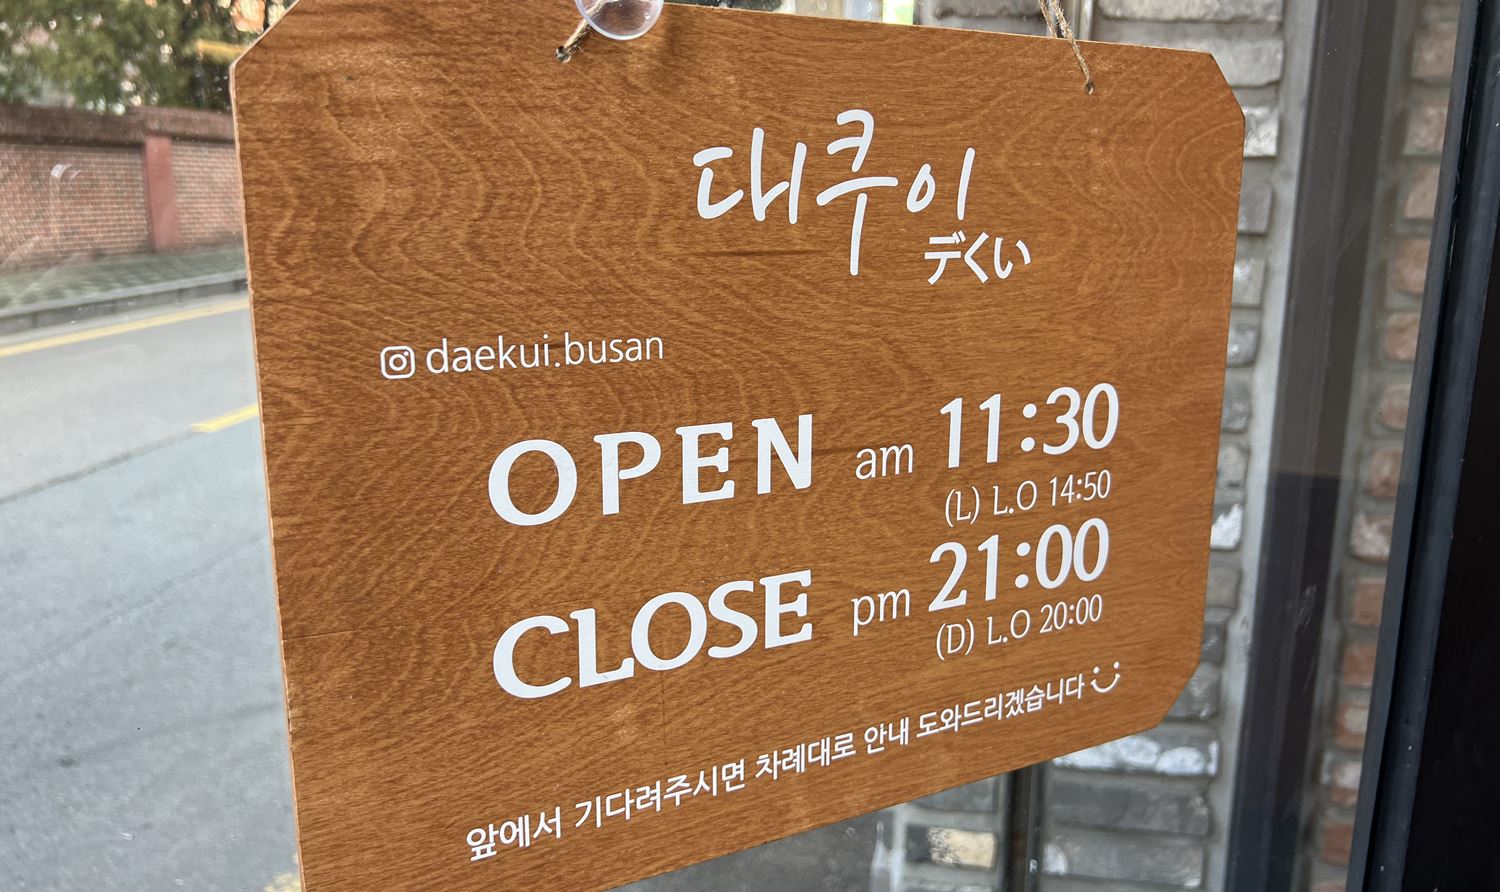 대쿠이
デくい
daekui.busan
OPEN am 11:30
(L) L.O 14:50
CLOSE pm 21:00
(D) L.O 20:00
앞에서 기다려주시면 차례대로 안내 도와드리겠습니다